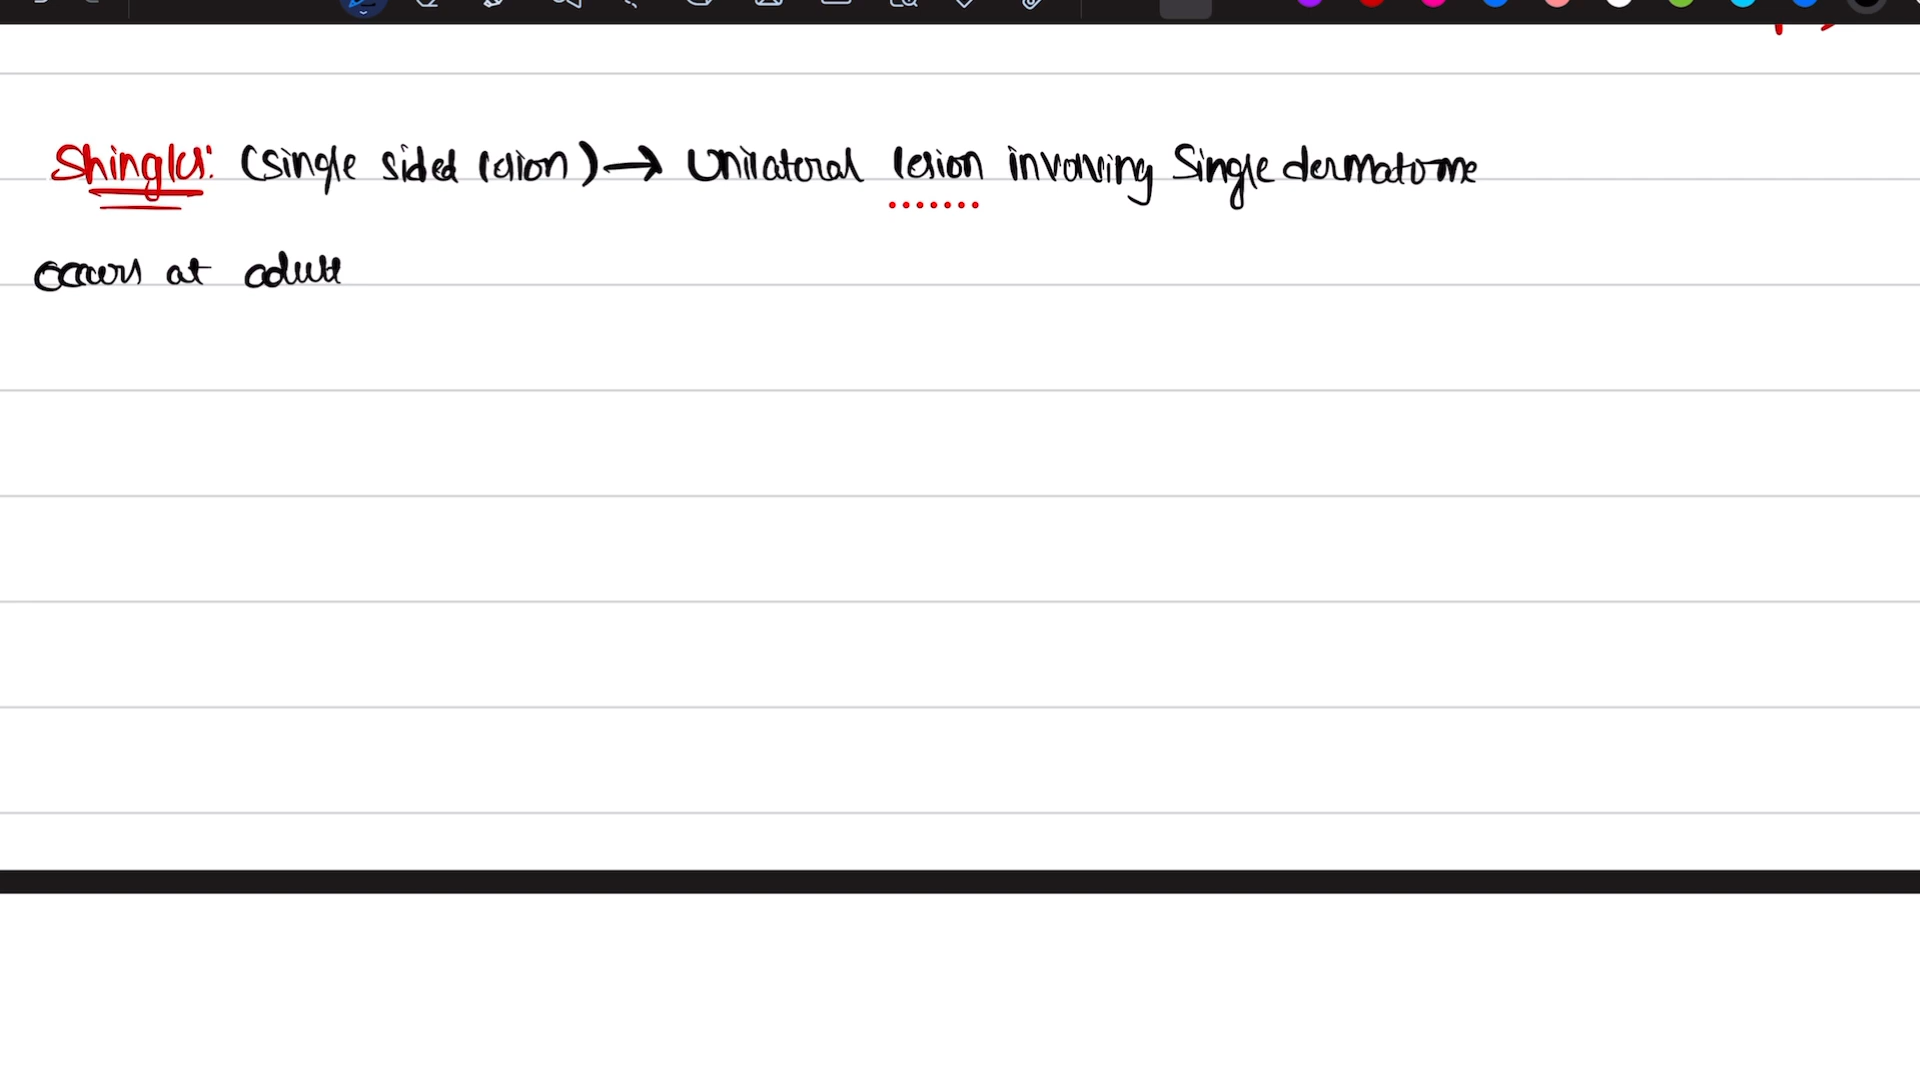 Shingles: (single sided lesion) → Unilateral lesion involving Single dermatome
occurs at adult